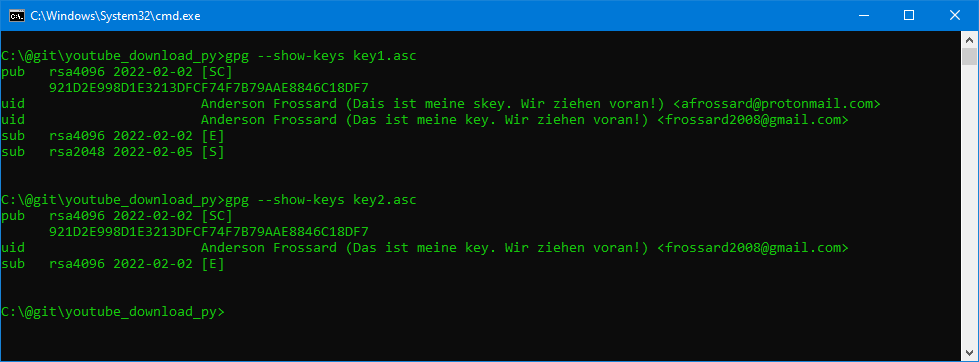 C:\Windows\System32\cmd.exe
C:\@git\youtube_download_py>gpg --show-keys key1.asc
pub   rsa4096 2022-02-02 [SC]
      921D2E998D1E3213DFCF74F7B79AAE8846C18DF7
uid                      Anderson Frossard (Dais ist meine skey. Wir ziehen voran!) <afrossard@protonmail.com>
uid                      Anderson Frossard (Das ist meine key. Wir ziehen voran!) <frossard2008@gmail.com>
sub   rsa4096 2022-02-02 [E]
sub   rsa2048 2022-02-05 [S]
C:\@git\youtube_download_py>gpg --show-keys key2.asc
pub   rsa4096 2022-02-02 [SC]
      921D2E998D1E3213DFCF74F7B79AAE8846C18DF7
uid                      Anderson Frossard (Das ist meine key. Wir ziehen voran!) <frossard2008@gmail.com>
sub   rsa4096 2022-02-02 [E]
C:\@git\youtube_download_py>